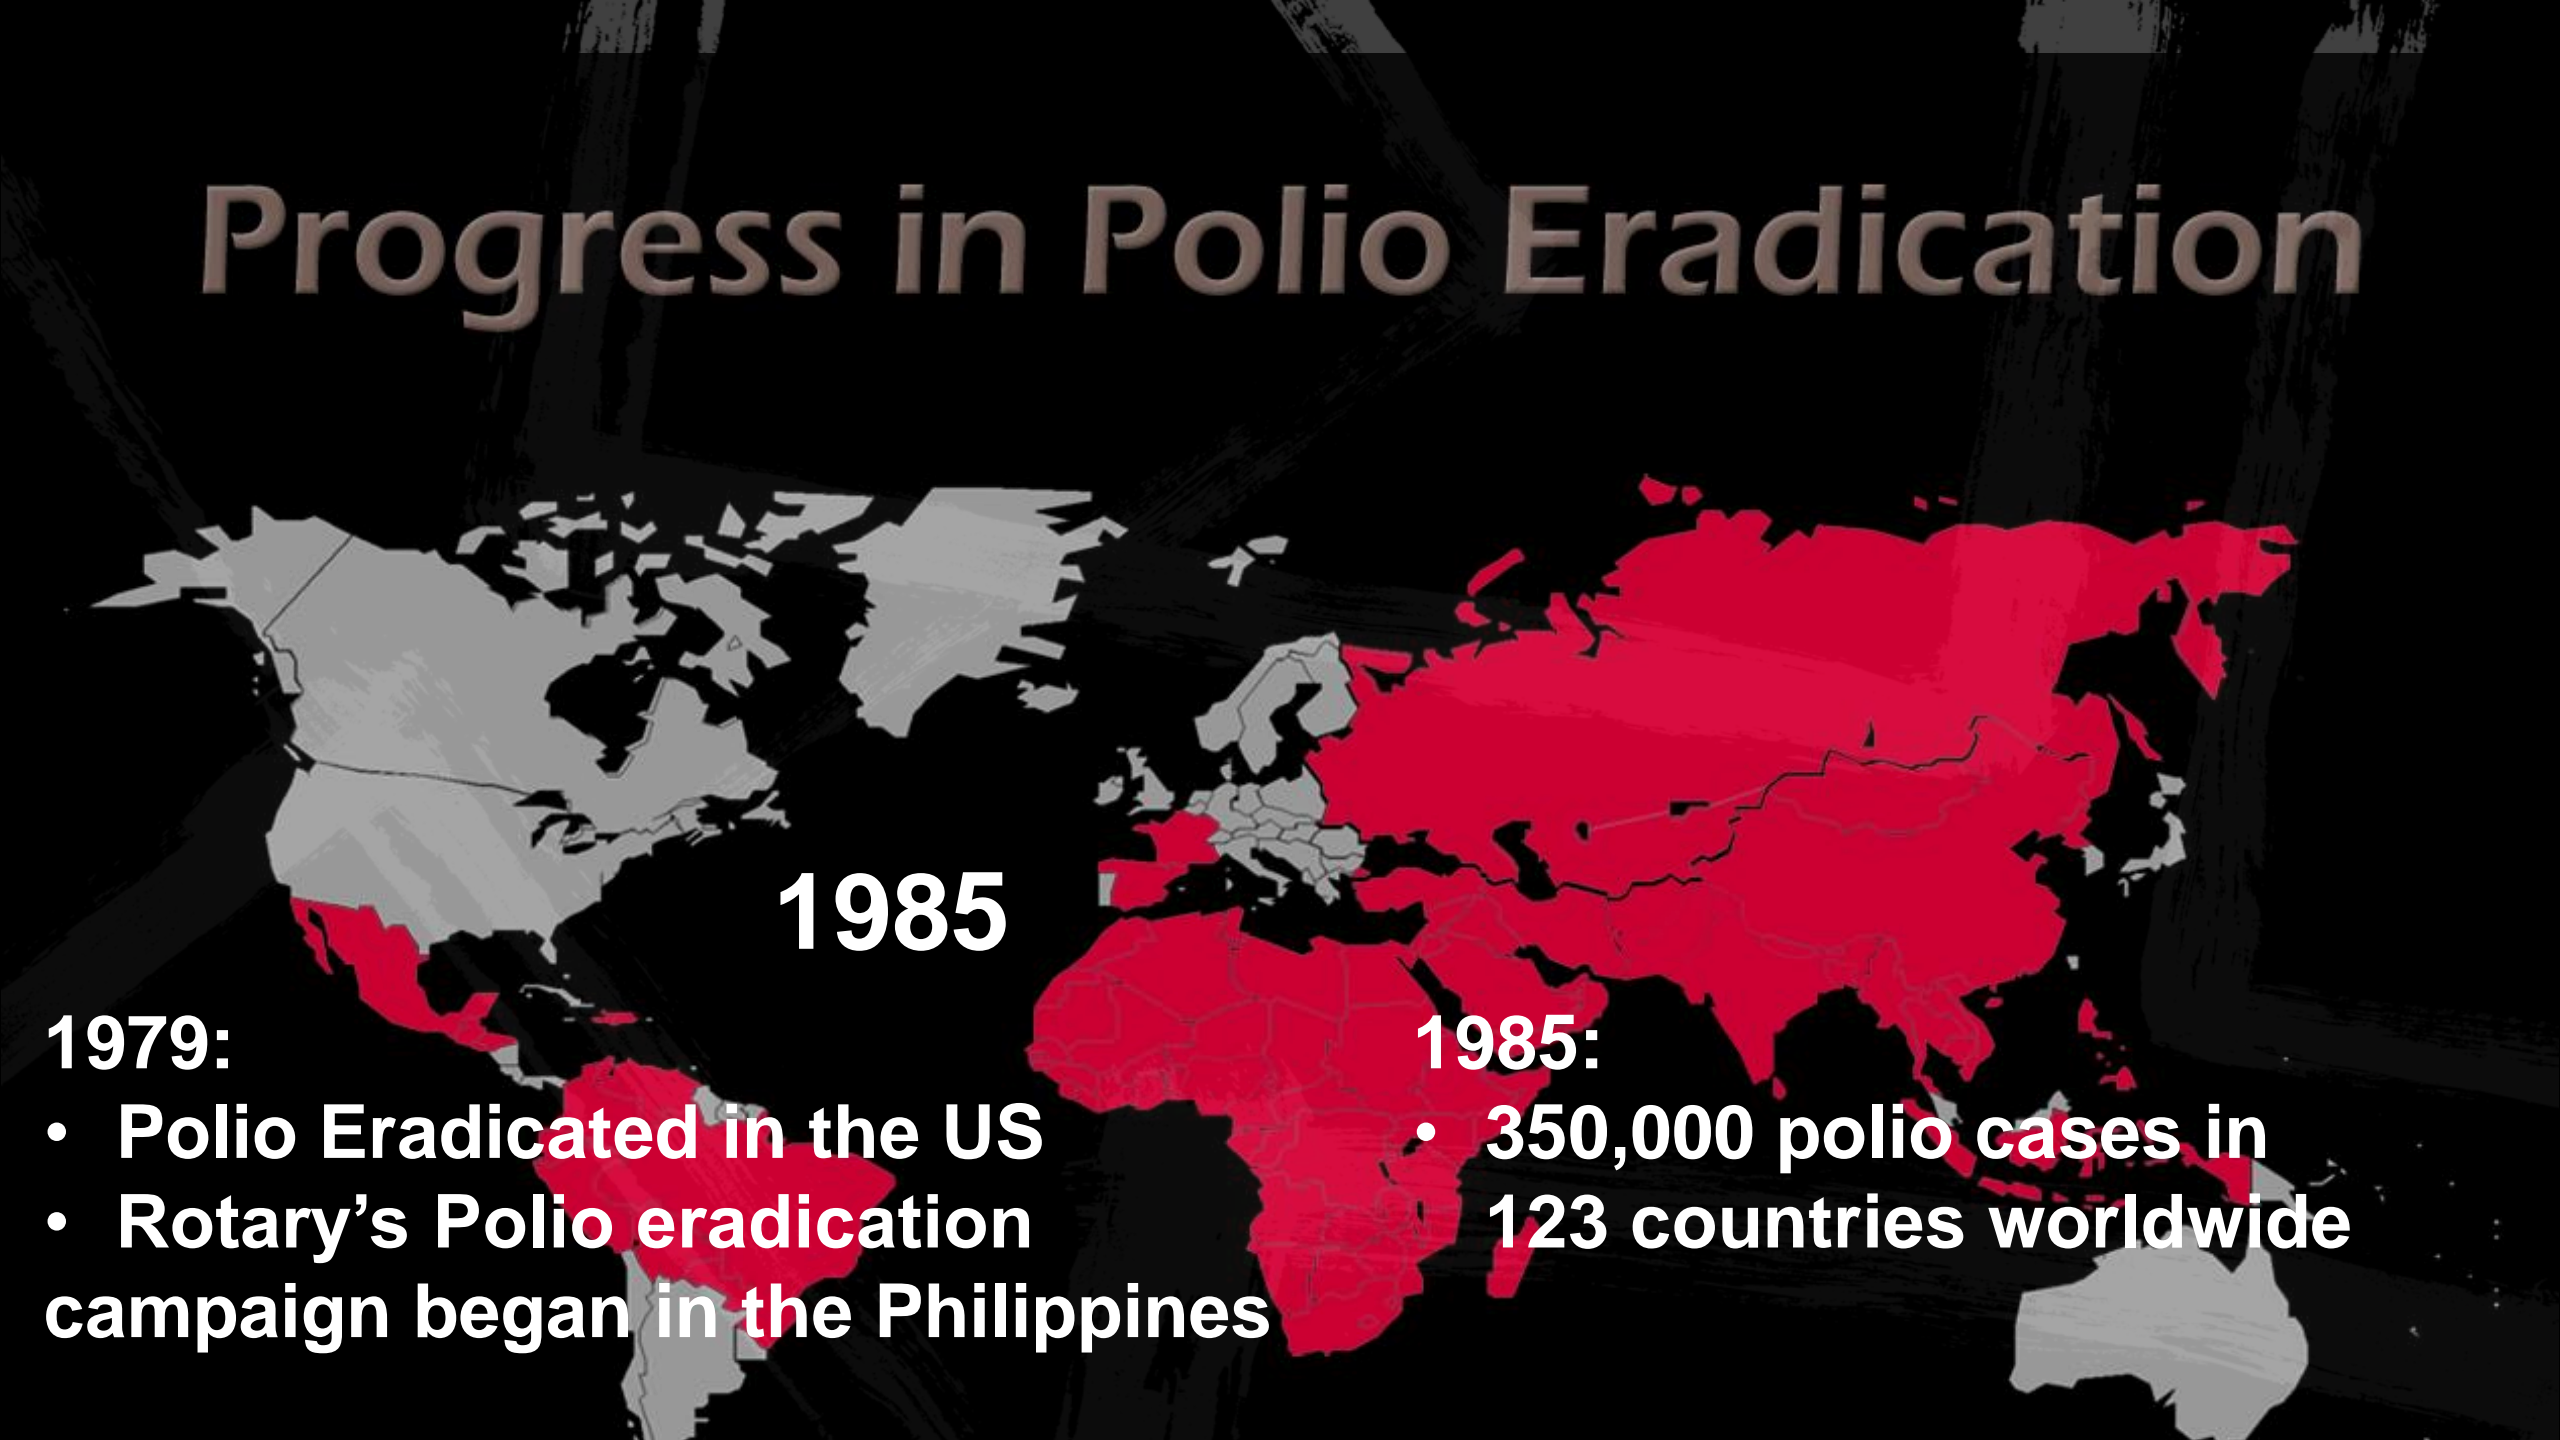 Progress in Polio Eradication
1985
1979:
• Polio Eradicated in the US
• Rotary’s Polio eradication
campaign began in the Philippines
1985:
• 350,000 polio cases in
123 countries worldwide